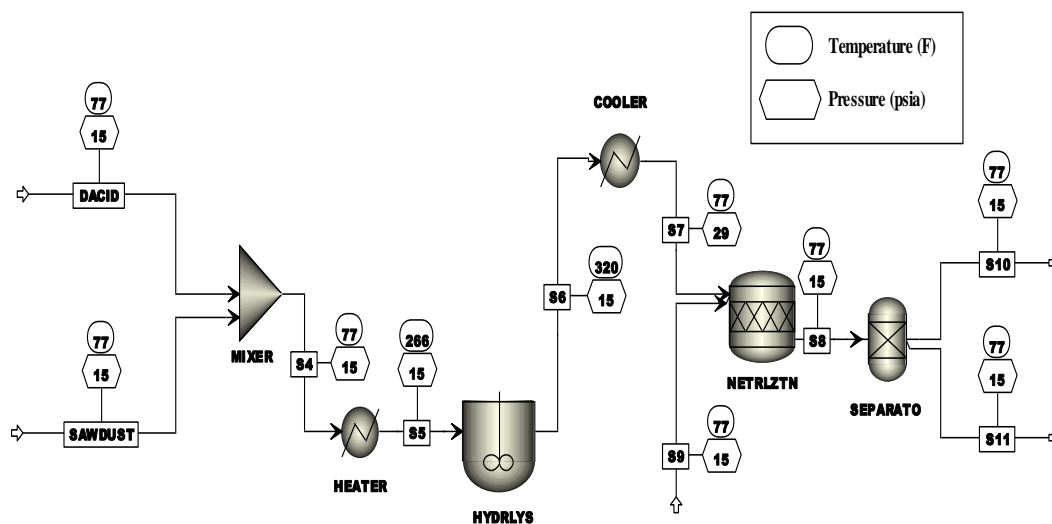 Temperature (F)
Pressure (psia)
COOLER
77
15
DACID
77
15
S10
77
29
S7
77
15
S8
320
15
S6
MIXER
77
15
S4
266
15
S5
77
15
SAWDUST
HEATER
HYDRLYS
NETRLZTN
SEPARATO
77
15
S9
77
15
S11